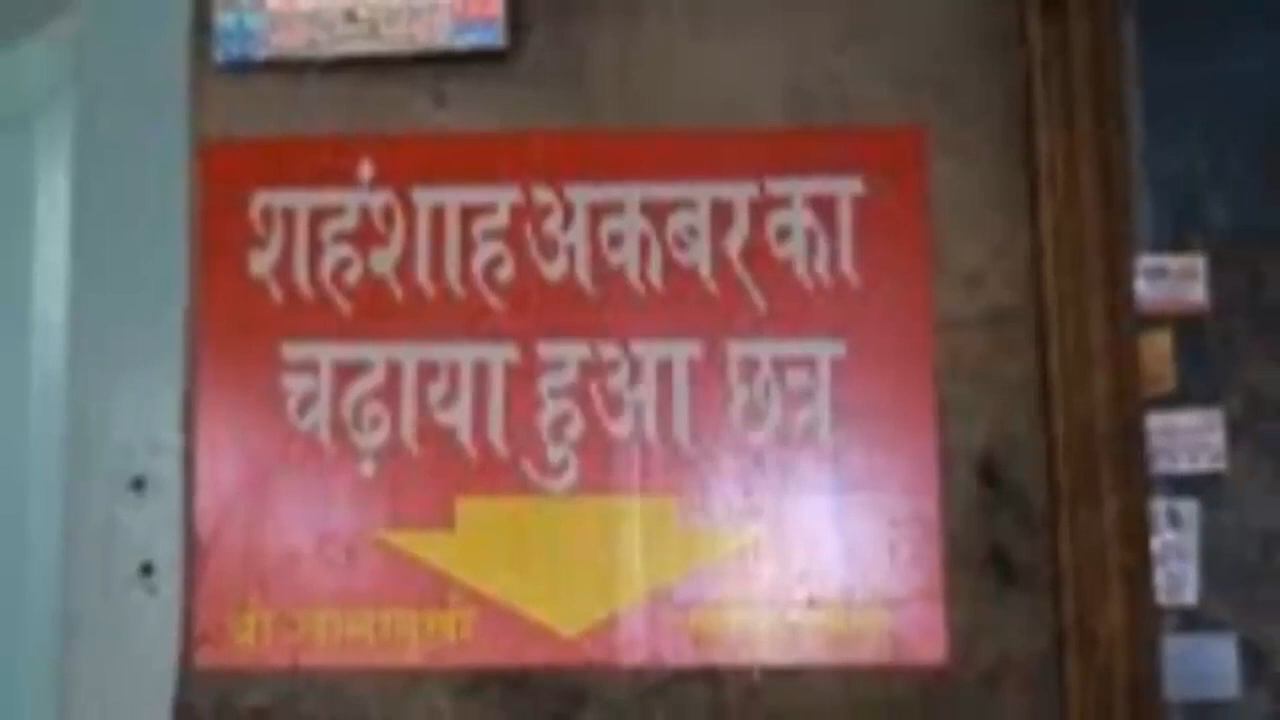 शहंशाह अकबर का
चढ़ाया हुआ छत्र
श्री ज्वालामुखी